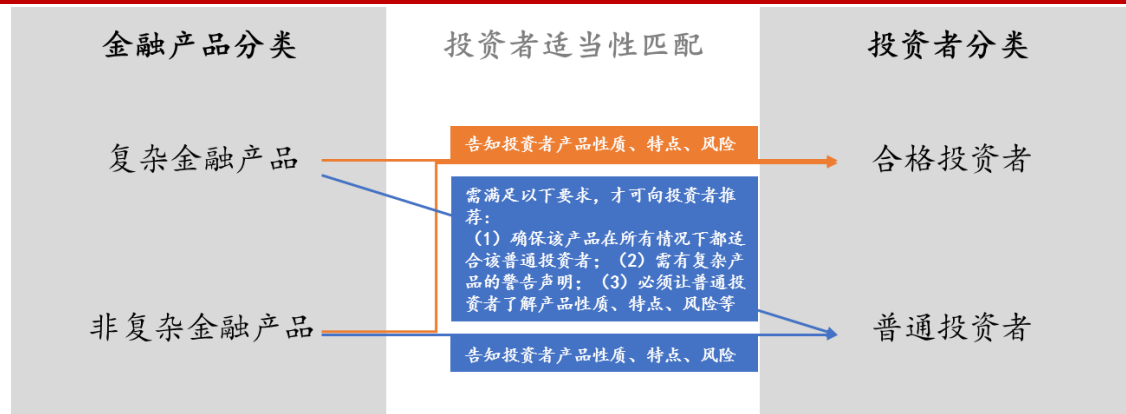 金融产品分类
投资者适当性匹配
投资者分类
复杂金融产品
告知投资者产品性质、特点、风险
合格投资者
需满足以下要求，才可向投资者推
荐：
（1）确保该产品在所有情况下都适
合该普通投资者；（2）需有复杂产
品的警告声明；（3）必须让普通投
资者了解产品性质、特点、风险等
非复杂金融产品
普通投资者
告知投资者产品性质、特点、风险